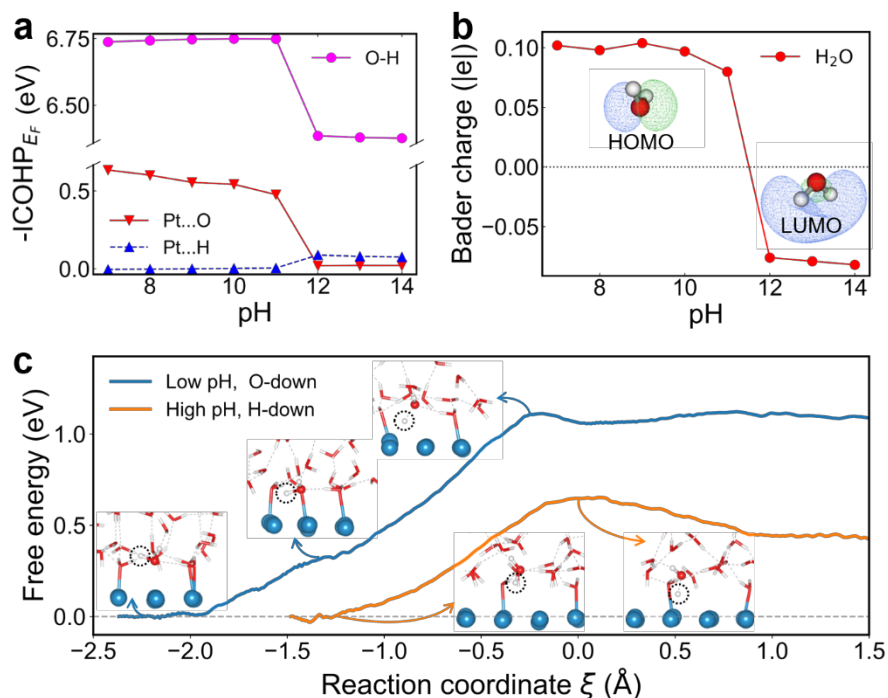 a
-ICOHP_{E_F} (eV)
6.75
6.50
0.5
0.0
O-H
Pt...O
Pt...H
8
10
12
14
pH
b
Bader charge (|e|)
0.10
0.05
0.00
−0.05
H₂O
HOMO
LUMO
8
10
12
14
pH
c
Free energy (eV)
1.0
0.5
0.0
Low pH, O-down
High pH, H-down
−2.5
−2.0
−1.5
−1.0
−0.5
0.0
0.5
1.0
1.5
Reaction coordinate ξ (Å)